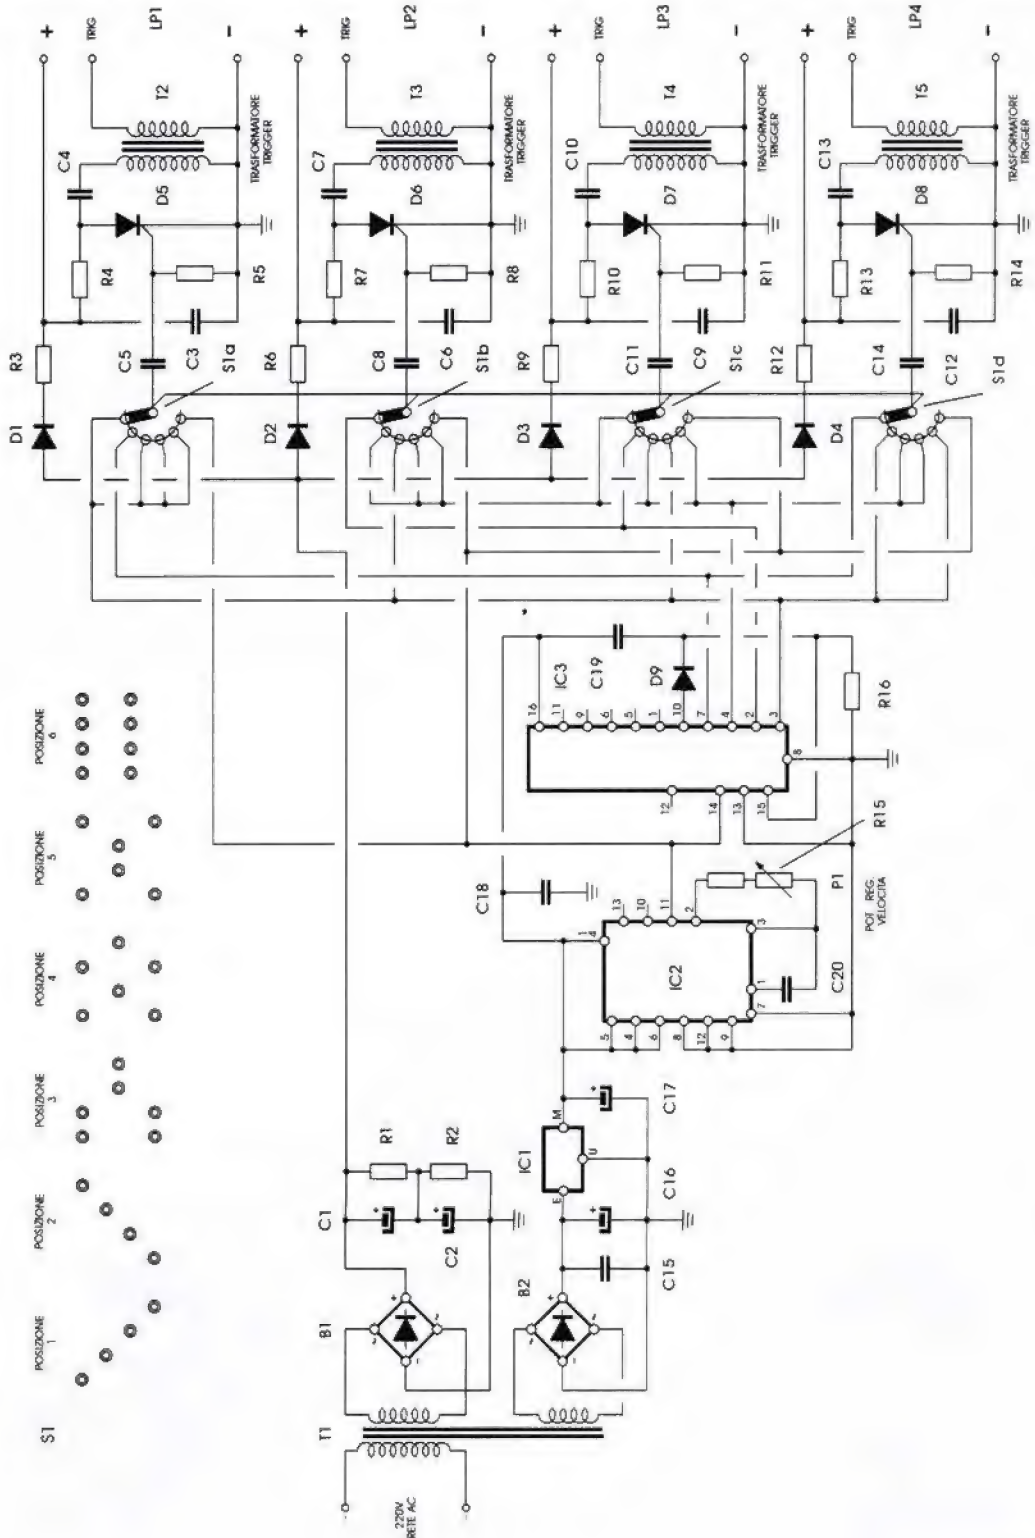 S1
POSIZIONE
1
POSIZIONE
2
POSIZIONE
3
POSIZIONE
4
POSIZIONE
5
POSIZIONE
6
220V
RETE AC
T1
B1
~
~
+
-
C1
C2
R1
R2
B2
~
~
+
-
C15
C16
C17
IC1
E
M
U
IC2
5
4
6
8
12
9
7
1
3
2
11
10
13
14
C18
C20
P1
R15
POT REG.
VELOCITA
IC3
12
14
13
15
8
16
11
9
6
5
1
10
7
4
2
3
C19
D9
R16
D1
R3
C5
C3
S1a
R4
R5
C4
D5
T2
TRASFORMATORE
TRIGGER
+
TRIG
LP1
-
D2
R6
C8
C6
S1b
R7
R8
C7
D6
T3
TRASFORMATORE
TRIGGER
+
TRIG
LP2
-
D3
R9
C11
C9
S1c
R10
R11
C10
D7
T4
TRASFORMATORE
TRIGGER
+
TRIG
LP3
-
D4
R12
C14
C12
S1d
R13
R14
C13
D8
T5
TRASFORMATORE
TRIGGER
+
TRIG
LP4
-